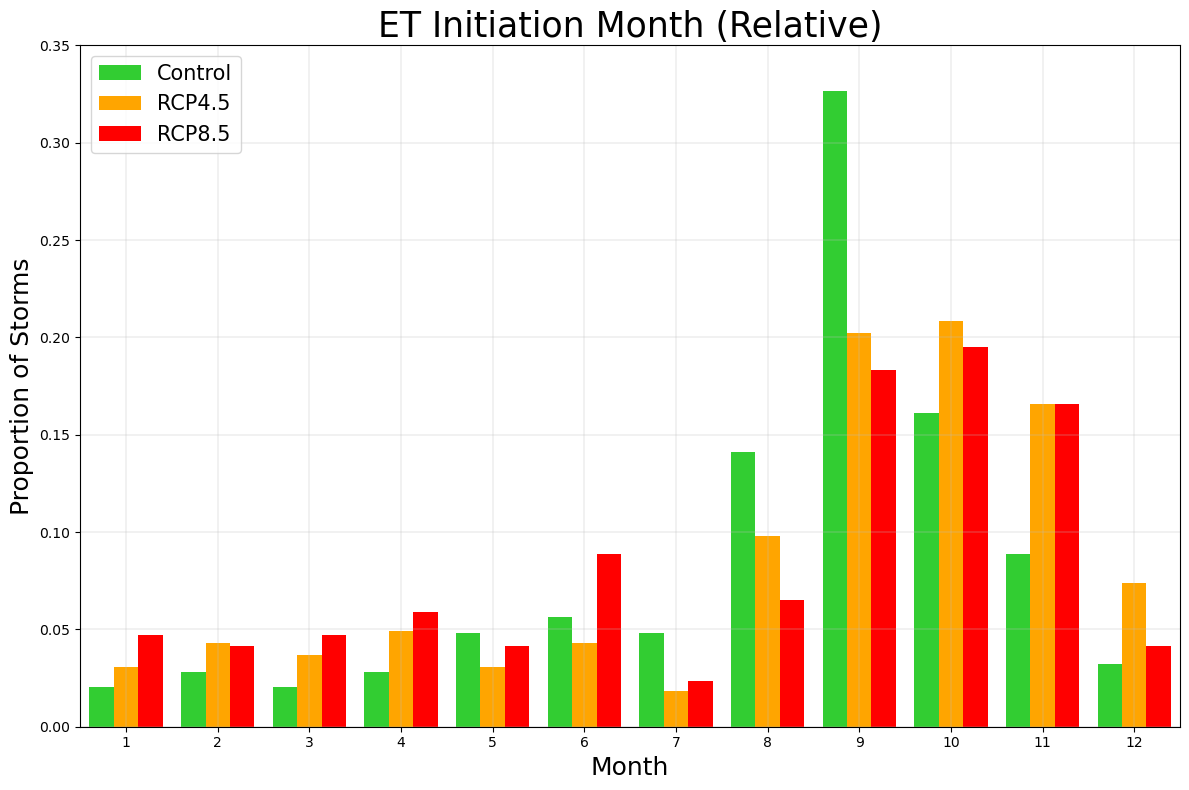 ET Initiation Month (Relative)
Control
RCP4.5
RCP8.5
Proportion of Storms
0.35
0.30
0.25
0.20
0.15
0.10
0.05
0.00
1 2 3 4 5 6 7 8 9 10 11 12
Month